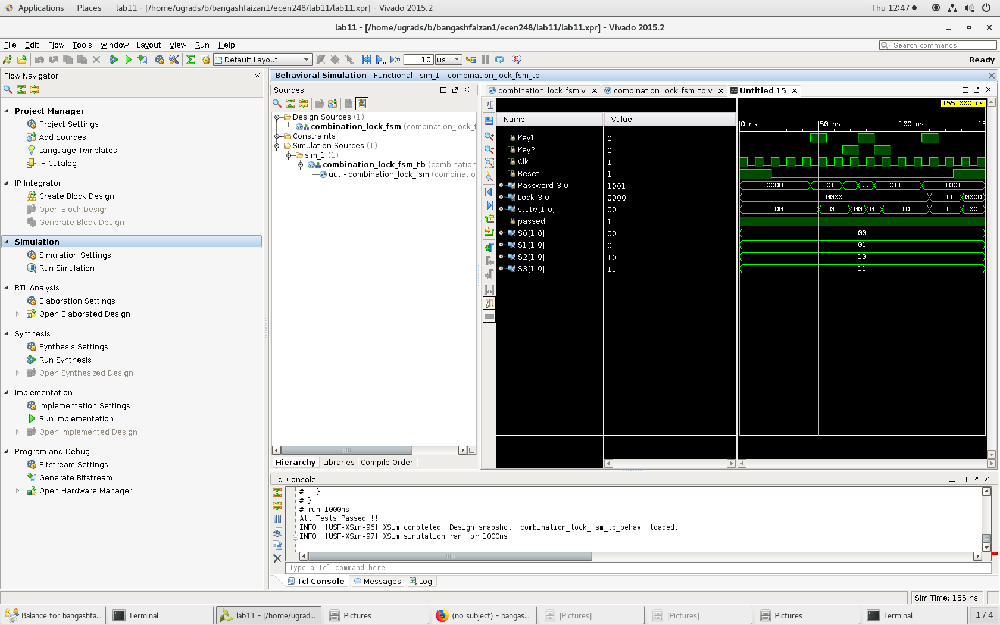 Applications Places lab11 - [/home/ugrads/b/bangashfaizan1/ecen248/lab11/lab11.xpr] - Vivado 2015.2 Thu 12:47
lab11 - [/home/ugrads/b/bangashfaizan1/ecen248/lab11/lab11.xpr] - Vivado 2015.2
File Edit Flow Tools Window Layout View Run Help Search commands
Default Layout 10 us Ready
Flow Navigator
Project Manager
Project Settings
Add Sources
Language Templates
IP Catalog
IP Integrator
Create Block Design
Open Block Design
Generate Block Design
Simulation
Simulation Settings
Run Simulation
RTL Analysis
Elaboration Settings
Open Elaborated Design
Synthesis
Synthesis Settings
Run Synthesis
Open Synthesized Design
Implementation
Implementation Settings
Run Implementation
Open Implemented Design
Program and Debug
Bitstream Settings
Generate Bitstream
Open Hardware Manager
Behavioral Simulation - Functional - sim_1 - combination_lock_fsm_tb
Sources
Design Sources (1)
combination_lock_fsm (combination_lock_f
Constraints
Simulation Sources (1)
sim_1 (1)
combination_lock_fsm_tb (combination
uut - combination_lock_fsm (combinatio
Hierarchy Libraries Compile Order
combination_lock_fsm.v combination_lock_fsm_tb.v Untitled 15
155.000 ns
Name Value 0 ns 50 ns 100 ns 15
Key1 0
Key2 0
Clk 1
Reset 1
Password[3:0] 1001 0000 1101 .. .. 0111 1001
Lock[3:0] 0000 0000 1111 0000
state[1:0] 00 00 01 00 01 10 11 00
passed 1
S0[1:0] 00 00
S1[1:0] 01 01
S2[1:0] 10 10
S3[1:0] 11 11
Tcl Console
# }
# }
# run 1000ns
All Tests Passed!!!
INFO: [USF-XSim-96] XSim completed. Design snapshot 'combination_lock_fsm_tb_behav' loaded.
INFO: [USF-XSim-97] XSim simulation ran for 1000ns
Type a Tcl command here
Tcl Console Messages Log
Sim Time: 155 ns
Balance for bangashfa... Terminal lab11 - [/home/ugrad... Pictures (no subject) - bangas... [Pictures] [Pictures] Pictures Terminal 1 / 4